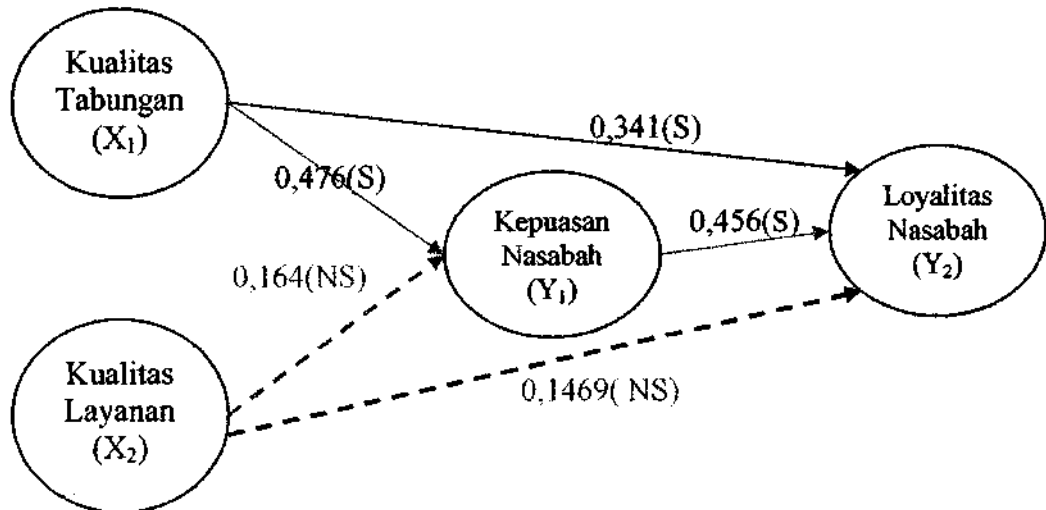 Kualitas
Tabungan
(X₁)
0,341(S)
0,476(S)
Kepuasan
Nasabah
(Y₁)
0,456(S)
Loyalitas
Nasabah
(Y₂)
0,164(NS)
Kualitas
Layanan
(X₂)
0,1469( NS)